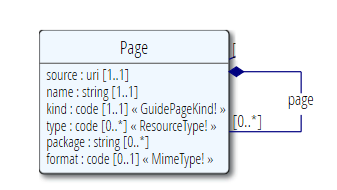 Page
source : uri [1..1]
name : string [1..1]
kind : code [1..1] « GuidePageKind! »
type : code [0..*] « ResourceType! »
package : string [0..*]
format : code [0..1] « MimeType! »
[
page
[0..*]